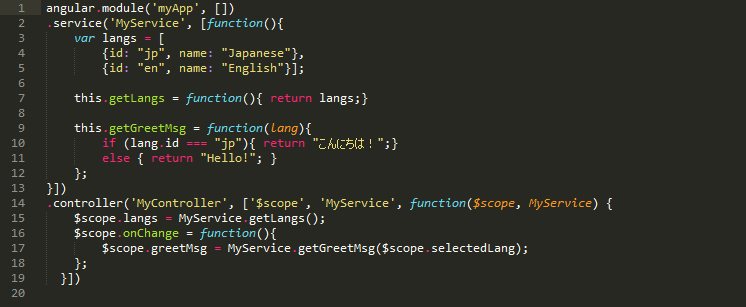 1 angular.module('myApp', [])
2 .service('MyService', [function(){
3     var langs = [
4         {id: "jp", name: "Japanese"},
5         {id: "en", name: "English"}];
6
7     this.getLangs = function(){ return langs;}
8
9     this.getGreetMsg = function(lang){
10         if (lang.id === "jp"){ return "こんにちは！";}
11         else { return "Hello!"; }
12     };
13 }])
14 .controller('MyController', ['$scope', 'MyService', function($scope, MyService) {
15     $scope.langs = MyService.getLangs();
16     $scope.onChange = function(){
17         $scope.greetMsg = MyService.getGreetMsg($scope.selectedLang);
18     };
19   }])
20